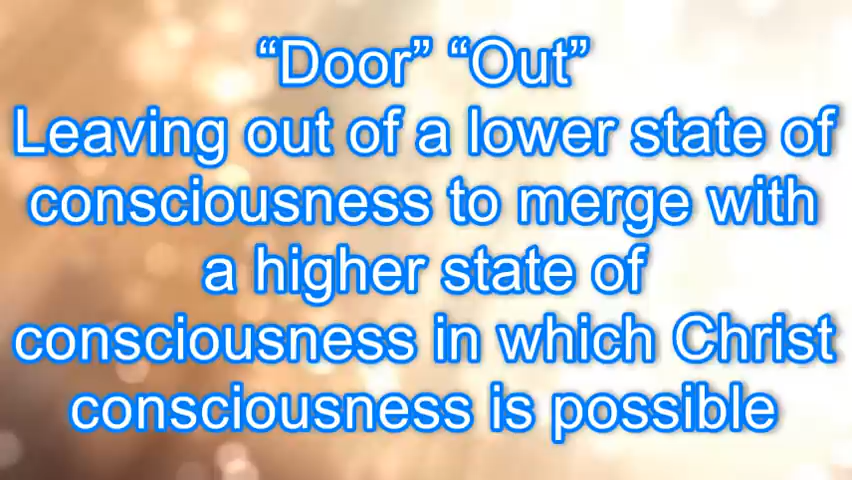 “Door” “Out”
Leaving out of a lower state of
consciousness to merge with
a higher state of
consciousness in which Christ
consciousness is possible